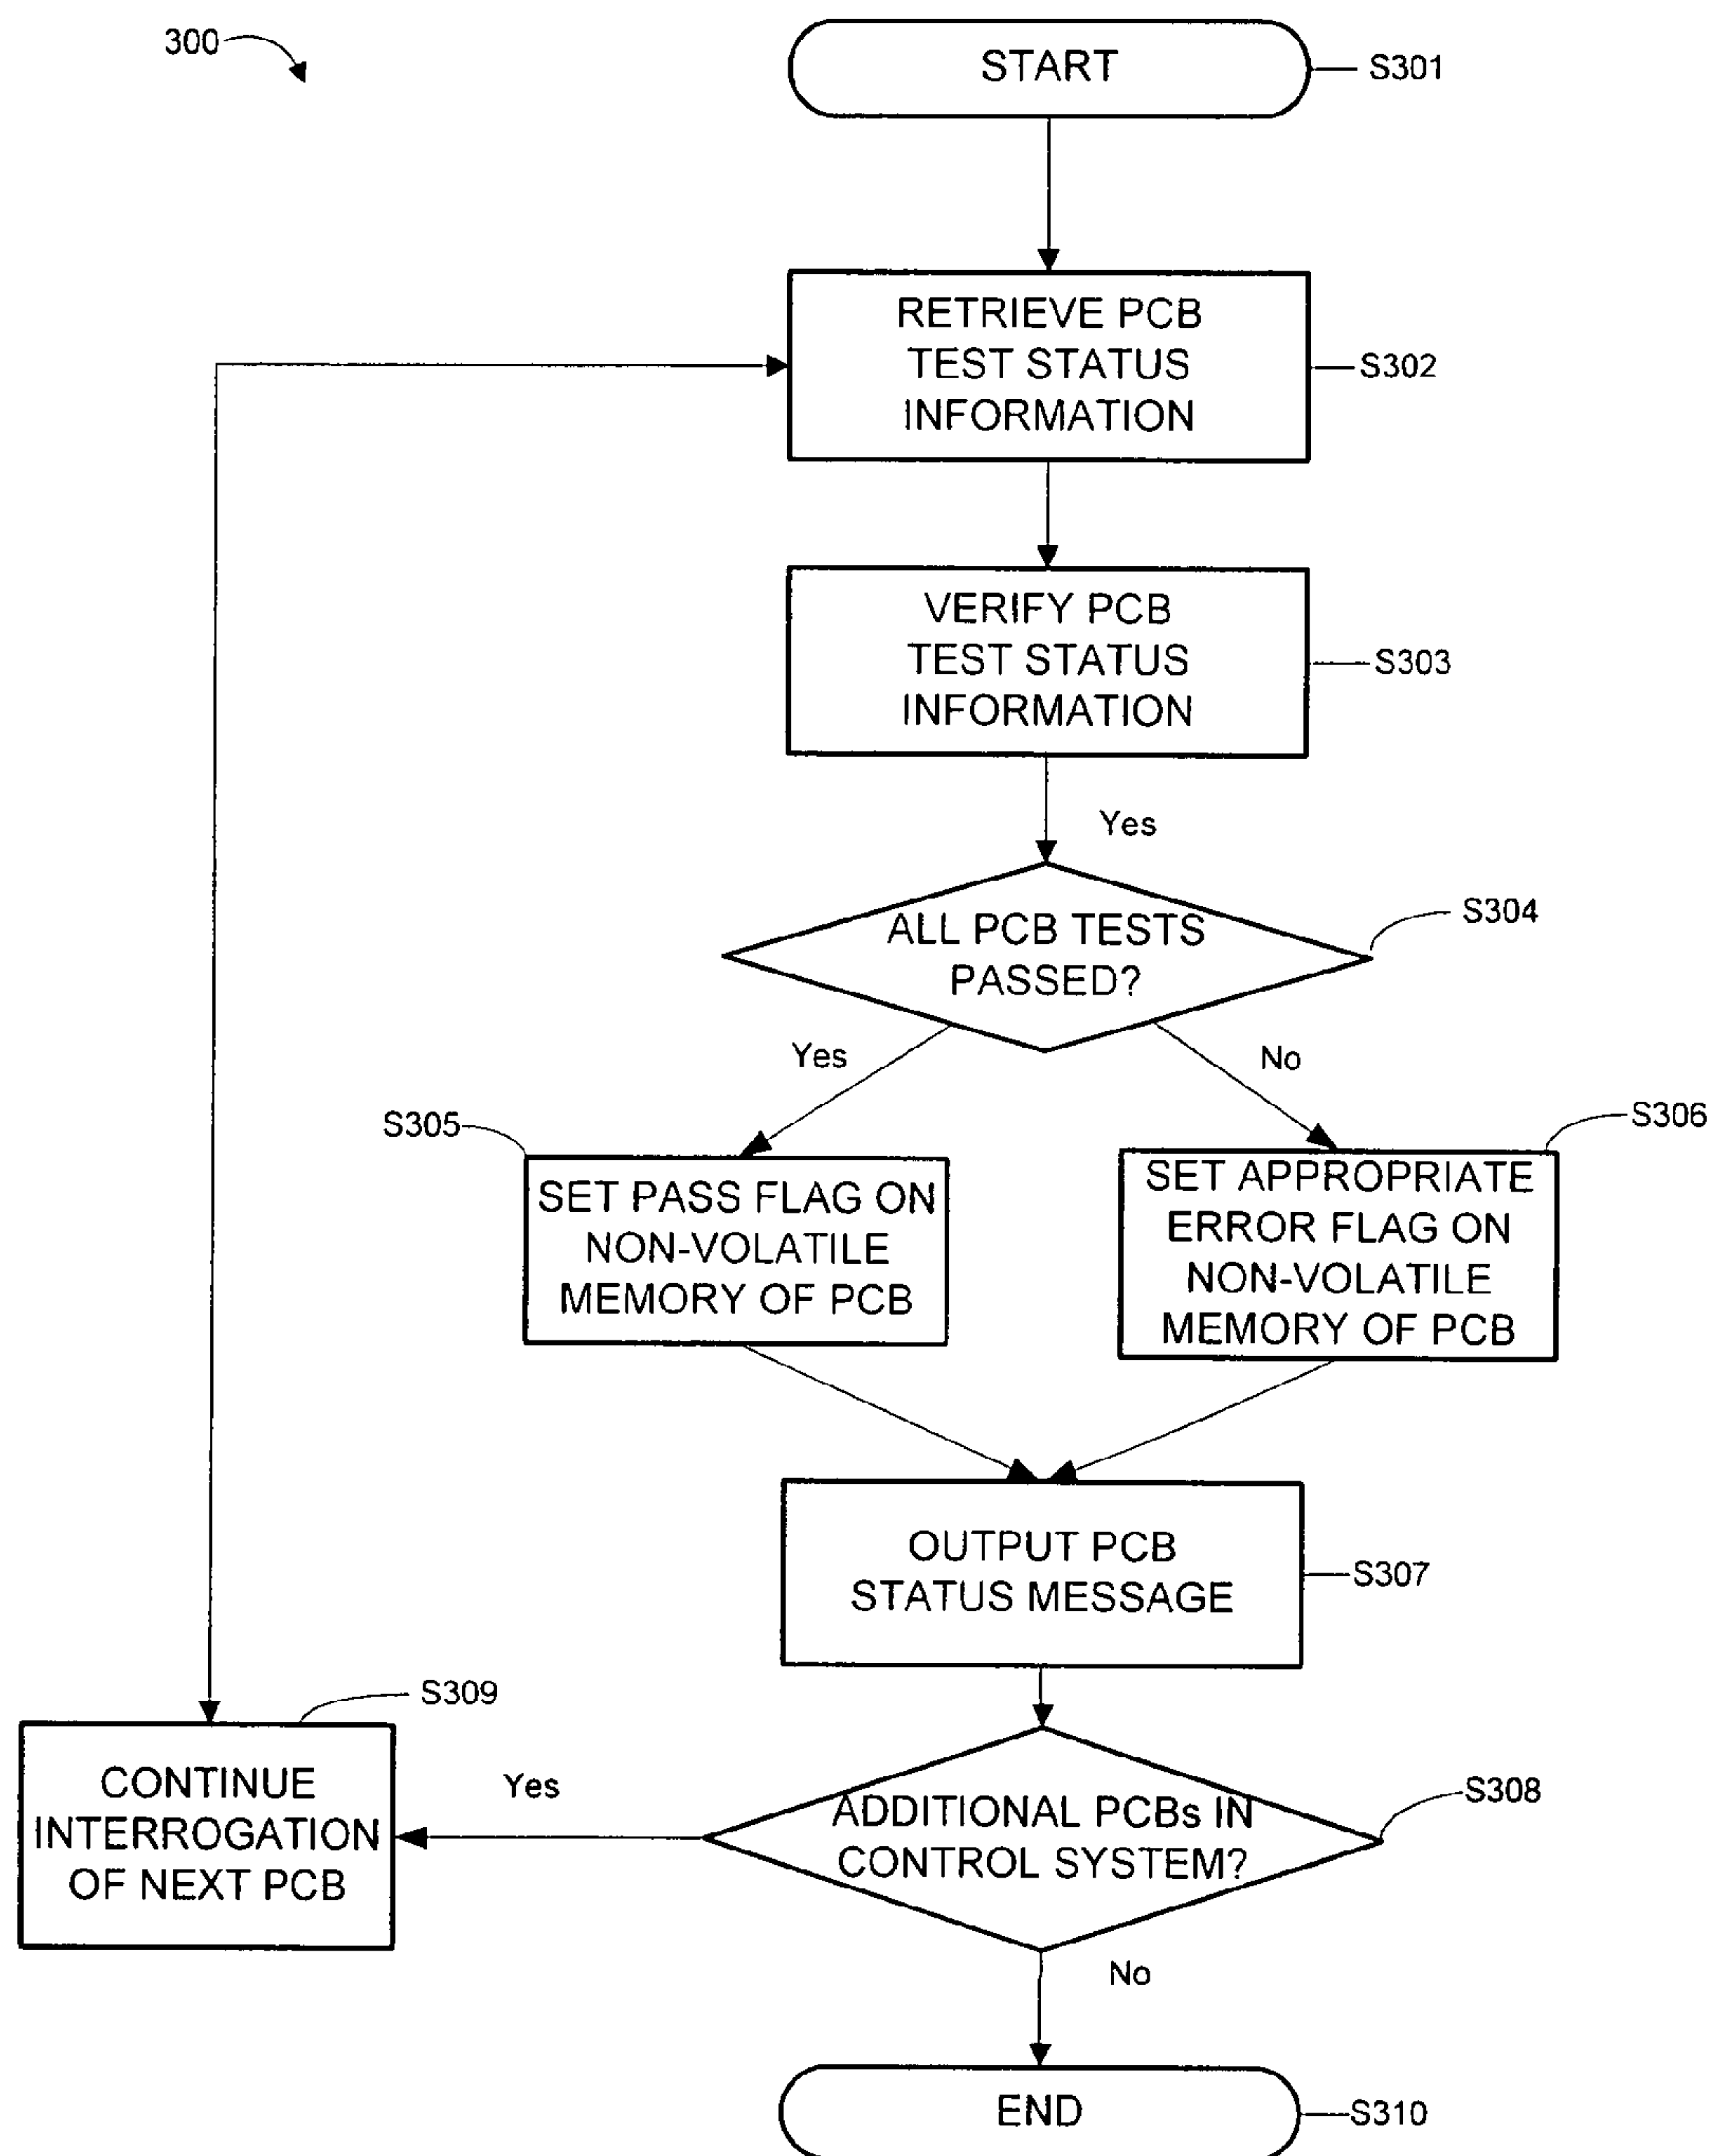 300
START
S301
RETRIEVE PCB
TEST STATUS
INFORMATION
S302
VERIFY PCB
TEST STATUS
INFORMATION
S303
Yes
ALL PCB TESTS
PASSED?
S304
Yes
No
S305
SET PASS FLAG ON
NON-VOLATILE
MEMORY OF PCB
S306
SET APPROPRIATE
ERROR FLAG ON
NON-VOLATILE
MEMORY OF PCB
OUTPUT PCB
STATUS MESSAGE
S307
S309
CONTINUE
INTERROGATION
OF NEXT PCB
Yes
ADDITIONAL PCBs IN
CONTROL SYSTEM?
S308
No
END
S310